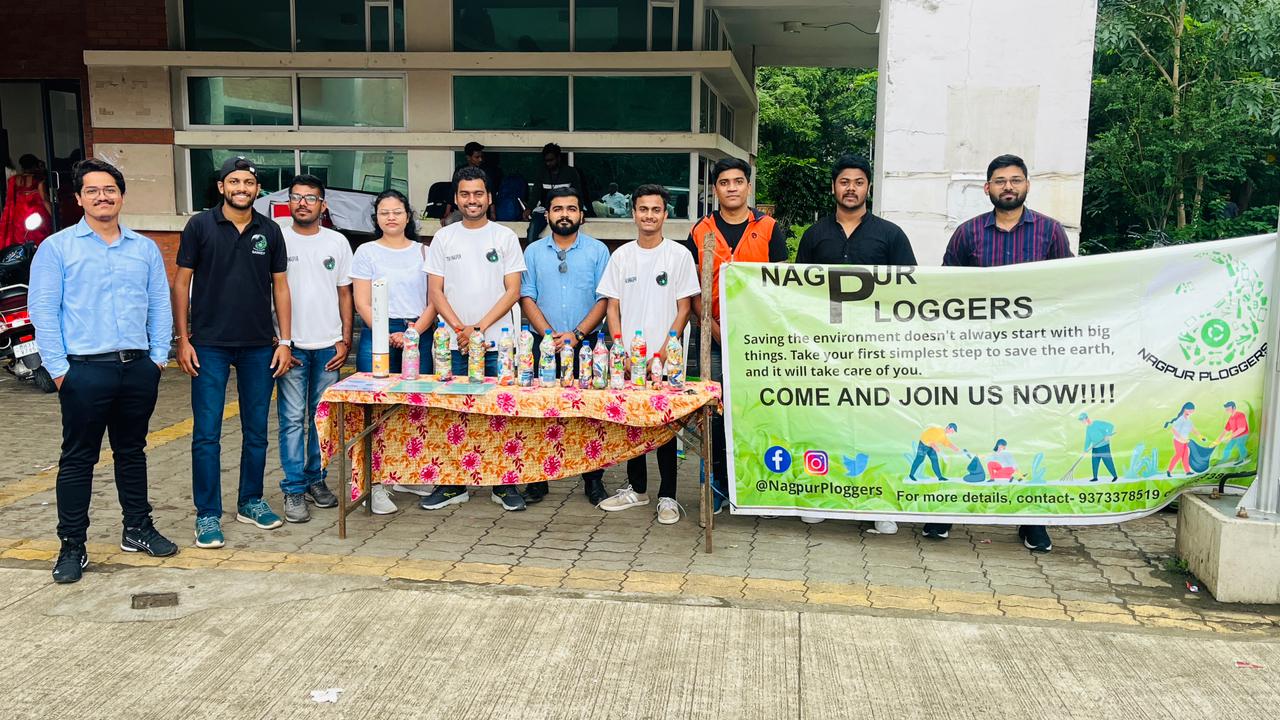 NAGPUR
PLOGGERS
Saving the environment doesn't always start with big
things. Take your first simplest step to save the earth,
and it will take care of you.
COME AND JOIN US NOW!!!!
@NagpurPloggers
For more details, contact- 9373378519
NAGPUR PLOGGERS